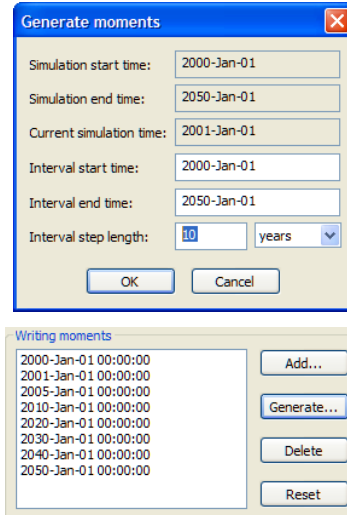 Generate moments
Simulation start time: 2000-Jan-01
Simulation end time: 2050-Jan-01
Current simulation time: 2001-Jan-01
Interval start time: 2000-Jan-01
Interval end time: 2050-Jan-01
Interval step length: 10 years
OK Cancel
Writing moments
2000-Jan-01 00:00:00
2001-Jan-01 00:00:00
2005-Jan-01 00:00:00
2010-Jan-01 00:00:00
2020-Jan-01 00:00:00
2030-Jan-01 00:00:00
2040-Jan-01 00:00:00
2050-Jan-01 00:00:00
Add...
Generate...
Delete
Reset